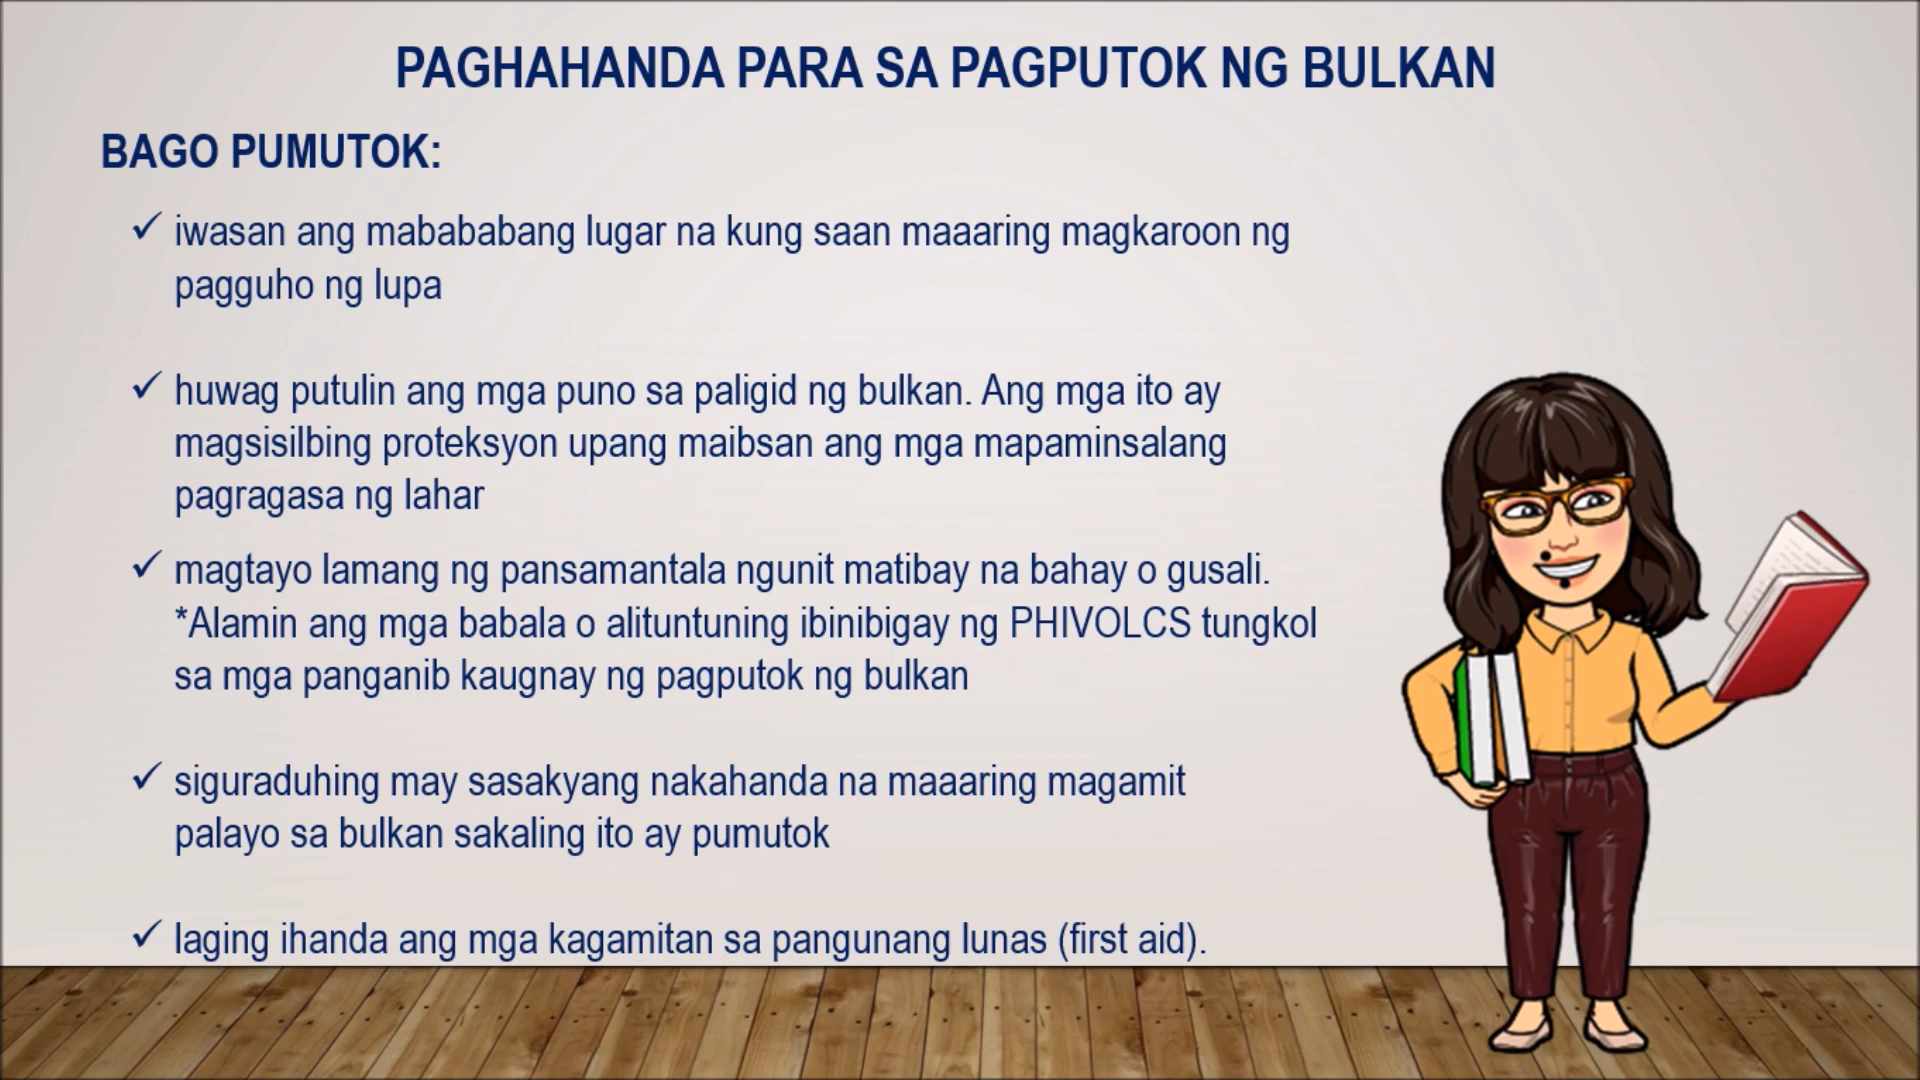 PAGHAHANDA PARA SA PAGPUTOK NG BULKAN
BAGO PUMUTOK:
✓ iwasan ang mabababang lugar na kung saan maaaring magkaroon ng
pagguho ng lupa
✓ huwag putulin ang mga puno sa paligid ng bulkan. Ang mga ito ay
magsisilbing proteksyon upang maibsan ang mga mapaminsalang
pagragasa ng lahar
✓ magtayo lamang ng pansamantala ngunit matibay na bahay o gusali.
*Alamin ang mga babala o alituntuning ibinibigay ng PHIVOLCS tungkol
sa mga panganib kaugnay ng pagputok ng bulkan
✓ siguraduhing may sasakyang nakahanda na maaaring magamit
palayo sa bulkan sakaling ito ay pumutok
✓ laging ihanda ang mga kagamitan sa pangunang lunas (first aid).